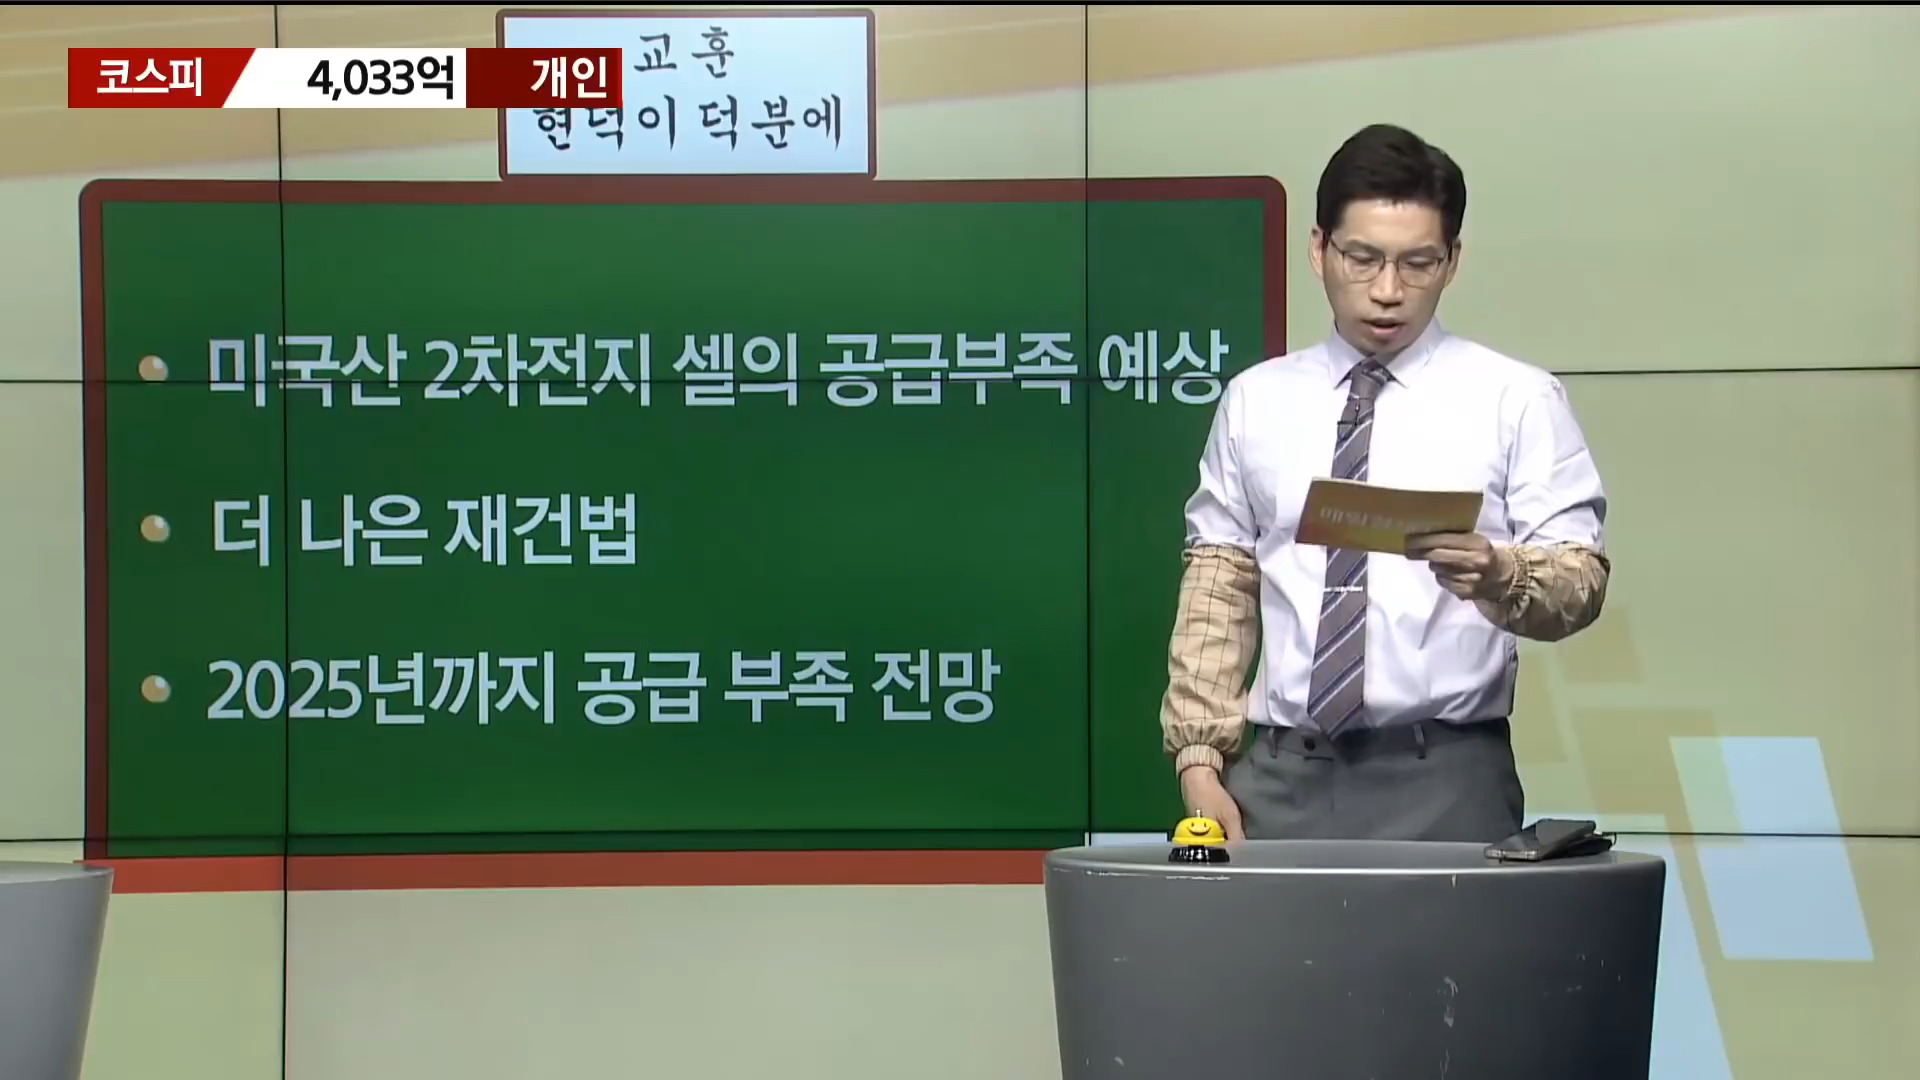 코스피 4,033억 개인
교훈
현덕이 덕분에
미국산 2차전지 셀의 공급부족 예상
더 나은 재건법
2025년까지 공급 부족 전망